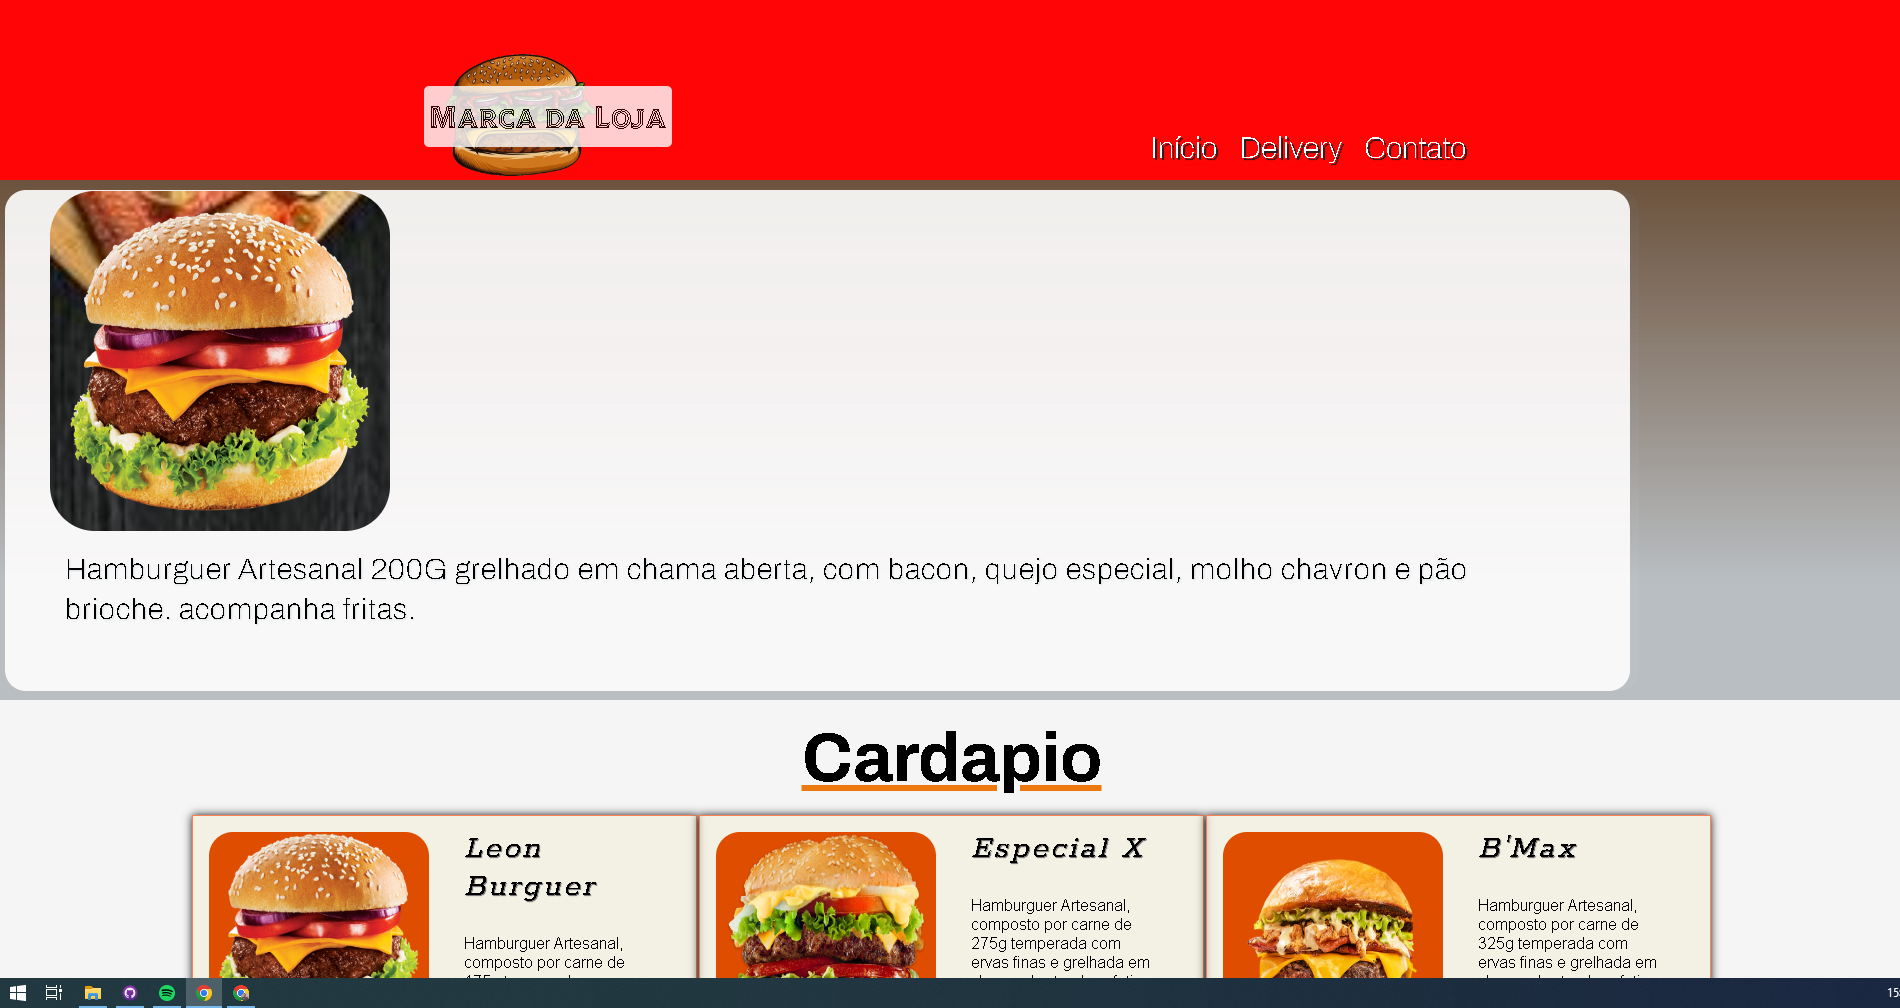 Marca da Loja
Início Delivery Contato
Hamburguer Artesanal 200G grelhado em chama aberta, com bacon, quejo especial, molho chavron e pão
brioche. acompanha fritas.
Cardapio
Leon
Burguer
Hamburguer Artesanal,
composto por carne de
Especial X
Hamburguer Artesanal,
composto por carne de
275g temperada com
ervas finas e grelhada em
B'Max
Hamburguer Artesanal,
composto por carne de
325g temperada com
ervas finas e grelhada em
15